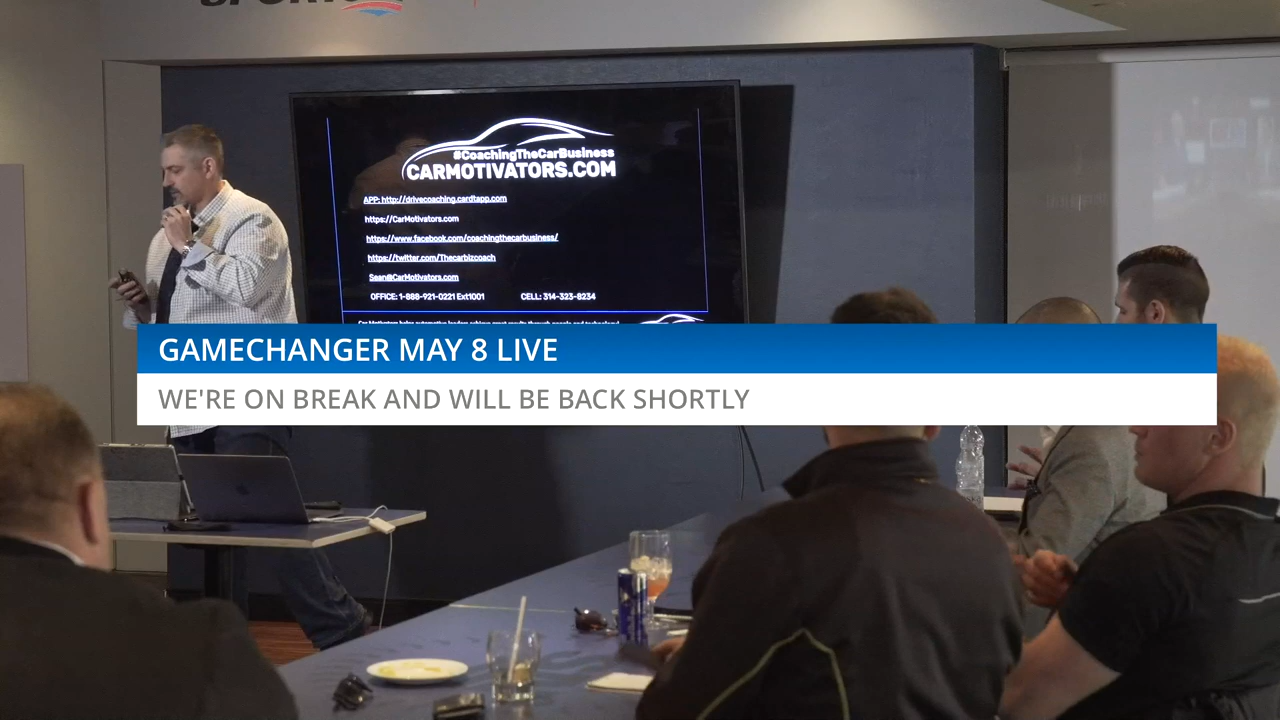 #CoachingTheCarBusiness
CARMOTIVATORS.COM
APP: http://drivecoaching.cardtapp.com
https://CarMotivators.com
https://www.facebook.com/coachingthecarbusiness/
https://twitter.com/Thecarbizcoach
Sean@CarMotivators.com
OFFICE: 1-888-921-0221 Ext1001 CELL: 314-323-8234
GAMECHANGER MAY 8 LIVE
WE'RE ON BREAK AND WILL BE BACK SHORTLY